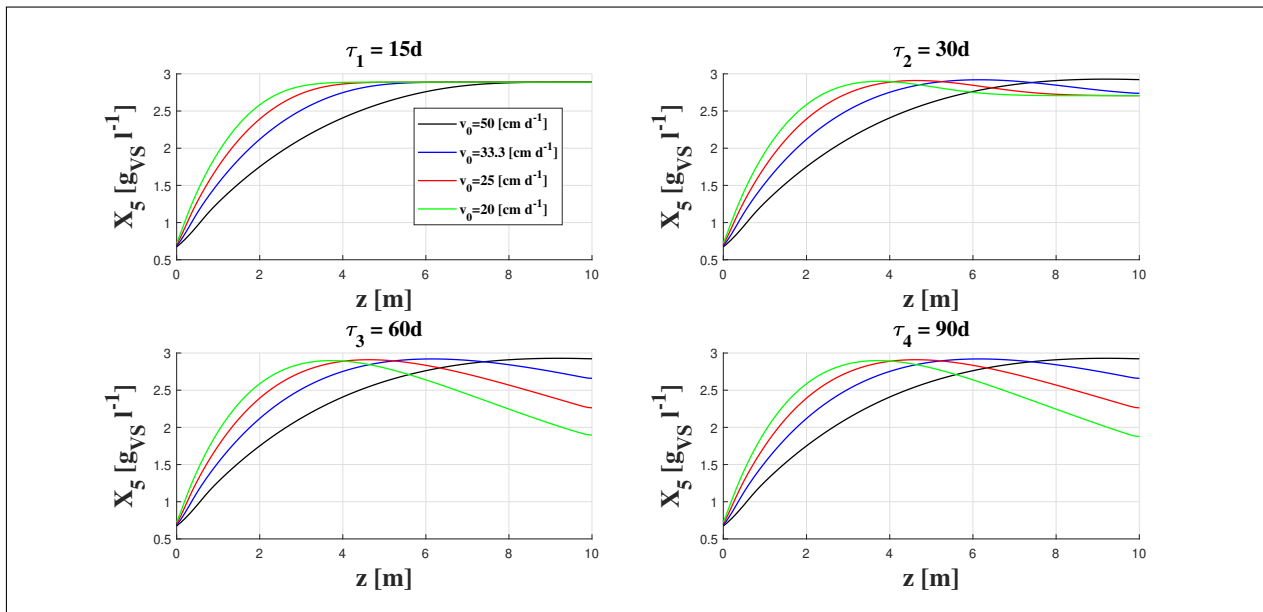 τ₁ = 15d
X₅ [g_VS l⁻¹]
3
2.5
2
1.5
1
0.5
0 2 4 6 8 10
z [m]
v₀=50 [cm d⁻¹]
v₀=33.3 [cm d⁻¹]
v₀=25 [cm d⁻¹]
v₀=20 [cm d⁻¹]
τ₂ = 30d
X₅ [g_VS l⁻¹]
3
2.5
2
1.5
1
0.5
0 2 4 6 8 10
z [m]
τ₃ = 60d
X₅ [g_VS l⁻¹]
3
2.5
2
1.5
1
0.5
0 2 4 6 8 10
z [m]
τ₄ = 90d
X₅ [g_VS l⁻¹]
3
2.5
2
1.5
1
0.5
0 2 4 6 8 10
z [m]